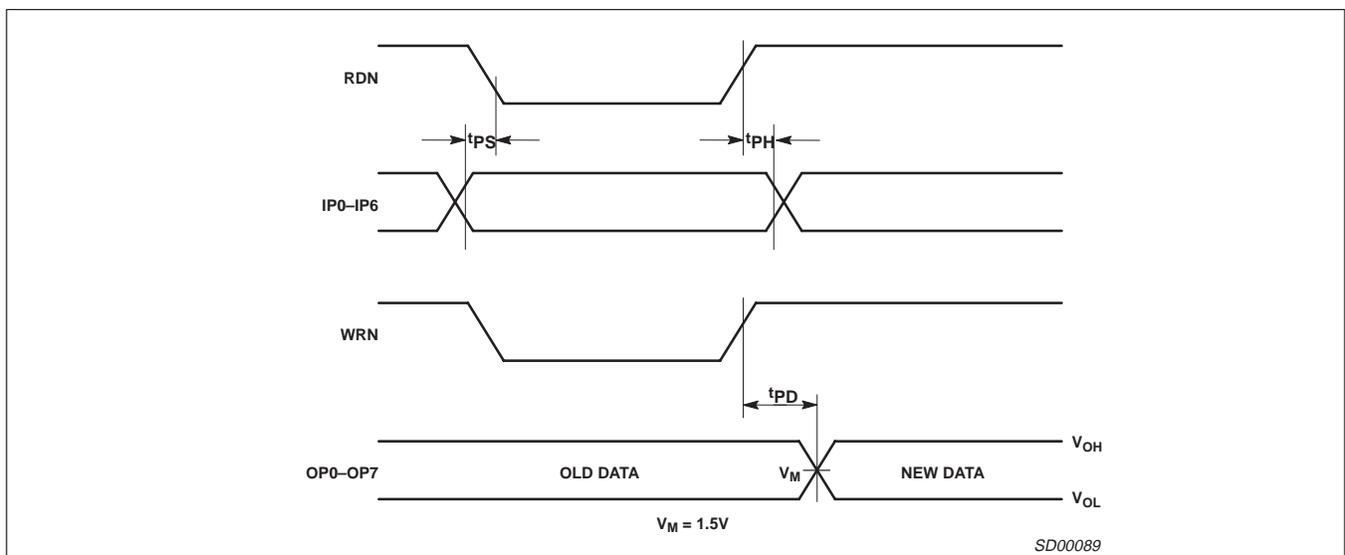 RDN
tPS
tPH
IP0–IP6
WRN
tPD
VOH
OP0–OP7
OLD DATA
VM
NEW DATA
VOL
VM = 1.5V
SD00089